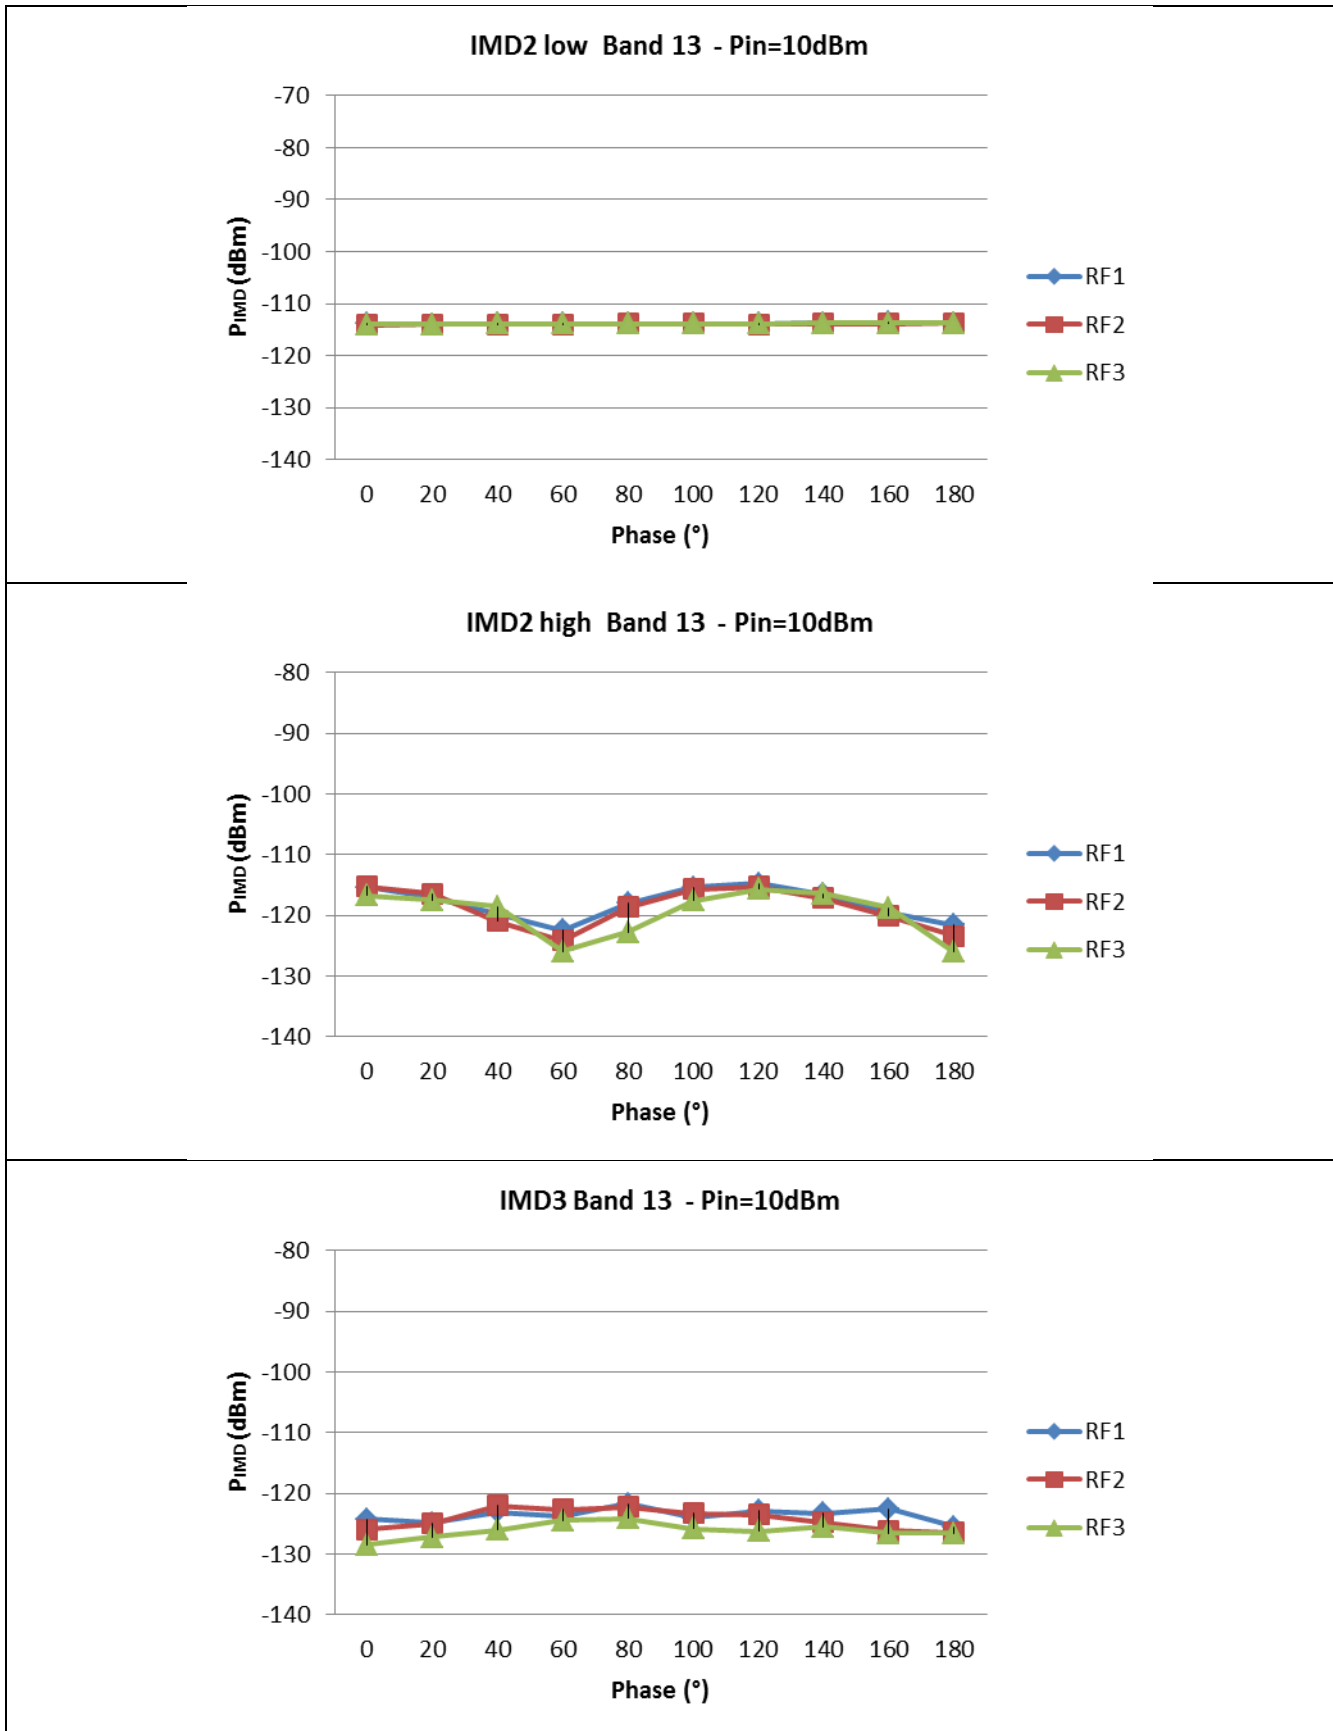 IMD2 low Band 13 - Pin=10dBm
-70
-80
-90
-100
-110
-120
-130
-140
PIMD (dBm)
0 20 40 60 80 100 120 140 160 180
Phase (°)
RF1
RF2
RF3
IMD2 high Band 13 - Pin=10dBm
-80
-90
-100
-110
-120
-130
-140
PIMD (dBm)
0 20 40 60 80 100 120 140 160 180
Phase (°)
RF1
RF2
RF3
IMD3 Band 13 - Pin=10dBm
-80
-90
-100
-110
-120
-130
-140
PIMD (dBm)
0 20 40 60 80 100 120 140 160 180
Phase (°)
RF1
RF2
RF3